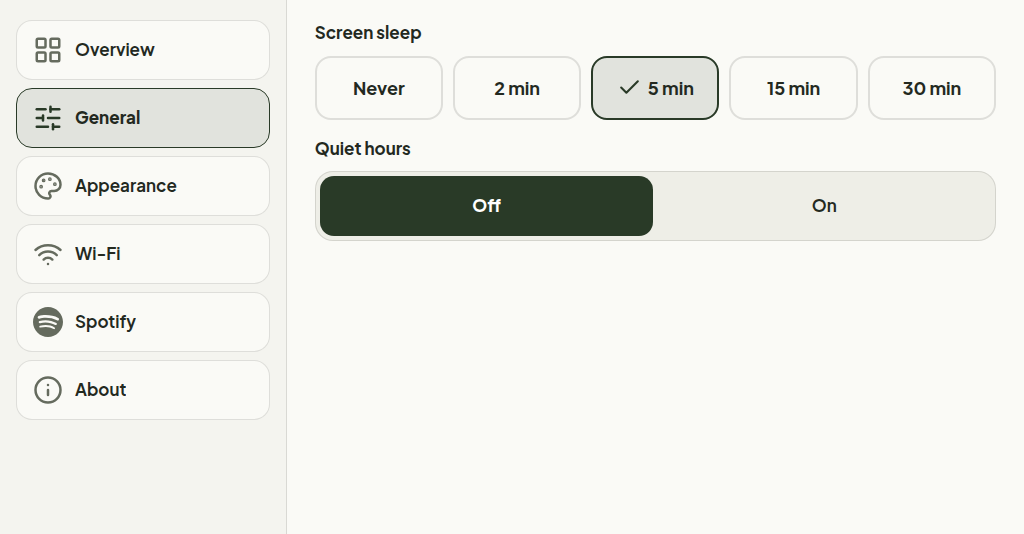 Overview
General
Appearance
Wi-Fi
Spotify
About
Screen sleep
Never
2 min
5 min
15 min
30 min
Quiet hours
Off
On